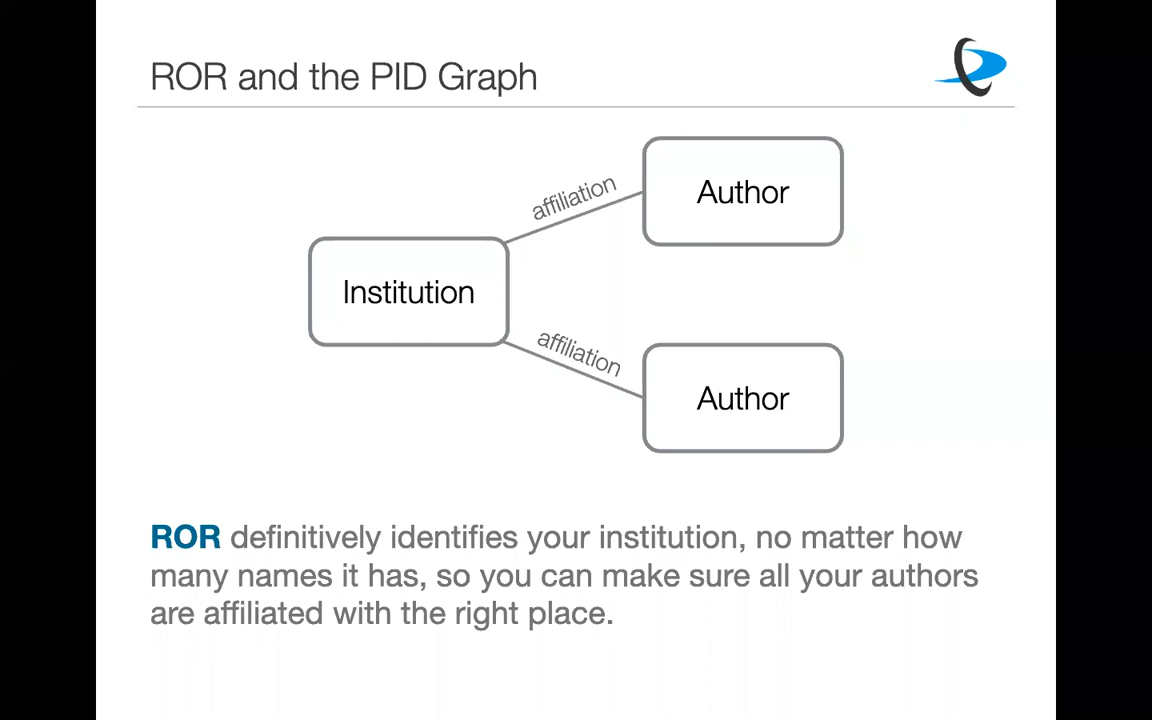 ROR and the PID Graph
affiliation
Author
Institution
affiliation
Author
ROR definitively identifies your institution, no matter how
many names it has, so you can make sure all your authors
are affiliated with the right place.